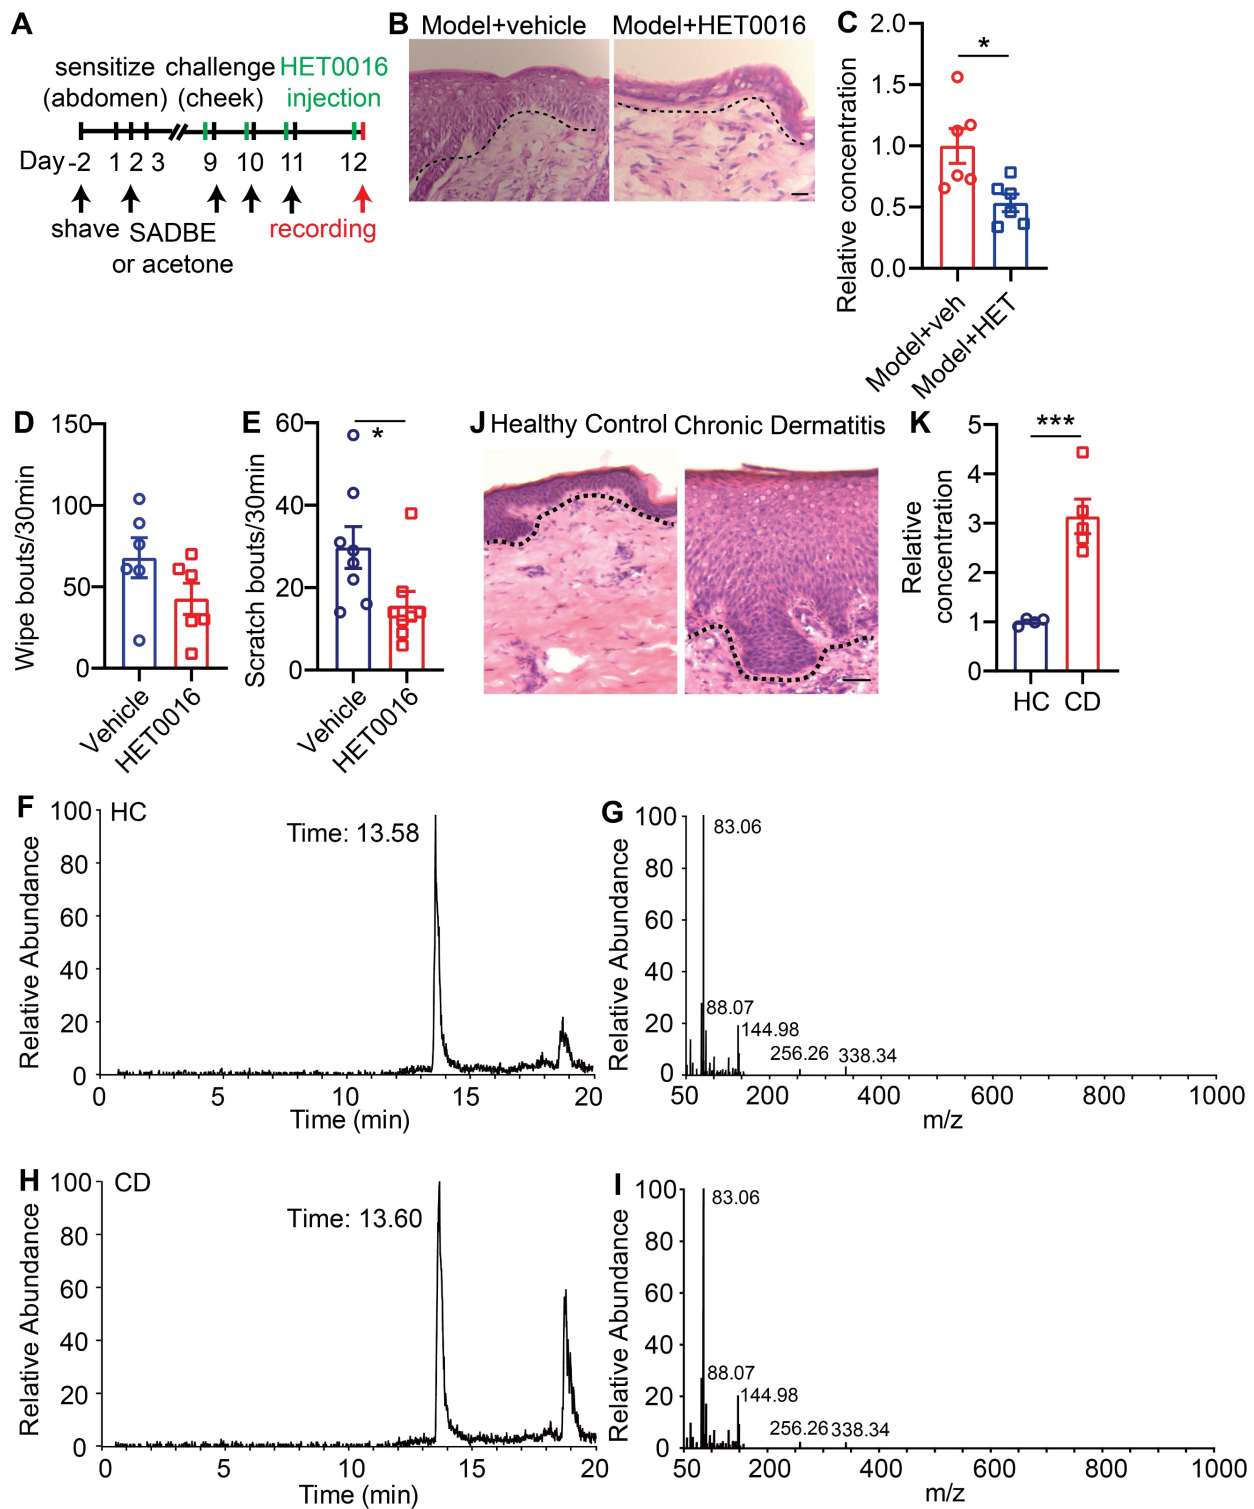 A
sensitize challenge HET0016
(abdomen) (cheek) injection
Day -2 1 2 3 9 10 11 12
shave SADBE recording
or acetone
B Model+vehicle Model+HET0016
C
2.0
1.5
1.0
0.5
0.0
Relative concentration
*
Model+veh
Model+HET
D
150
100
50
0
Wipe bouts/30min
Vehicle
HET0016
E
60
40
20
0
Scratch bouts/30min
*
Vehicle
HET0016
J Healthy Control Chronic Dermatitis
K
5
4
3
2
1
0
Relative
concentration
***
HC CD
F
HC
Time: 13.58
100
80
60
40
20
0
Relative Abundance
0 5 10 15 20
Time (min)
G
100
80
60
40
20
0
Relative Abundance
83.06
88.07
144.98
256.26 338.34
50 200 400 600 800 1000
m/z
H
CD
Time: 13.60
100
80
60
40
20
0
Relative Abundance
0 5 10 15 20
Time (min)
I
100
80
60
40
20
0
Relative Abundance
83.06
88.07
144.98
256.26 338.34
50 200 400 600 800 1000
m/z